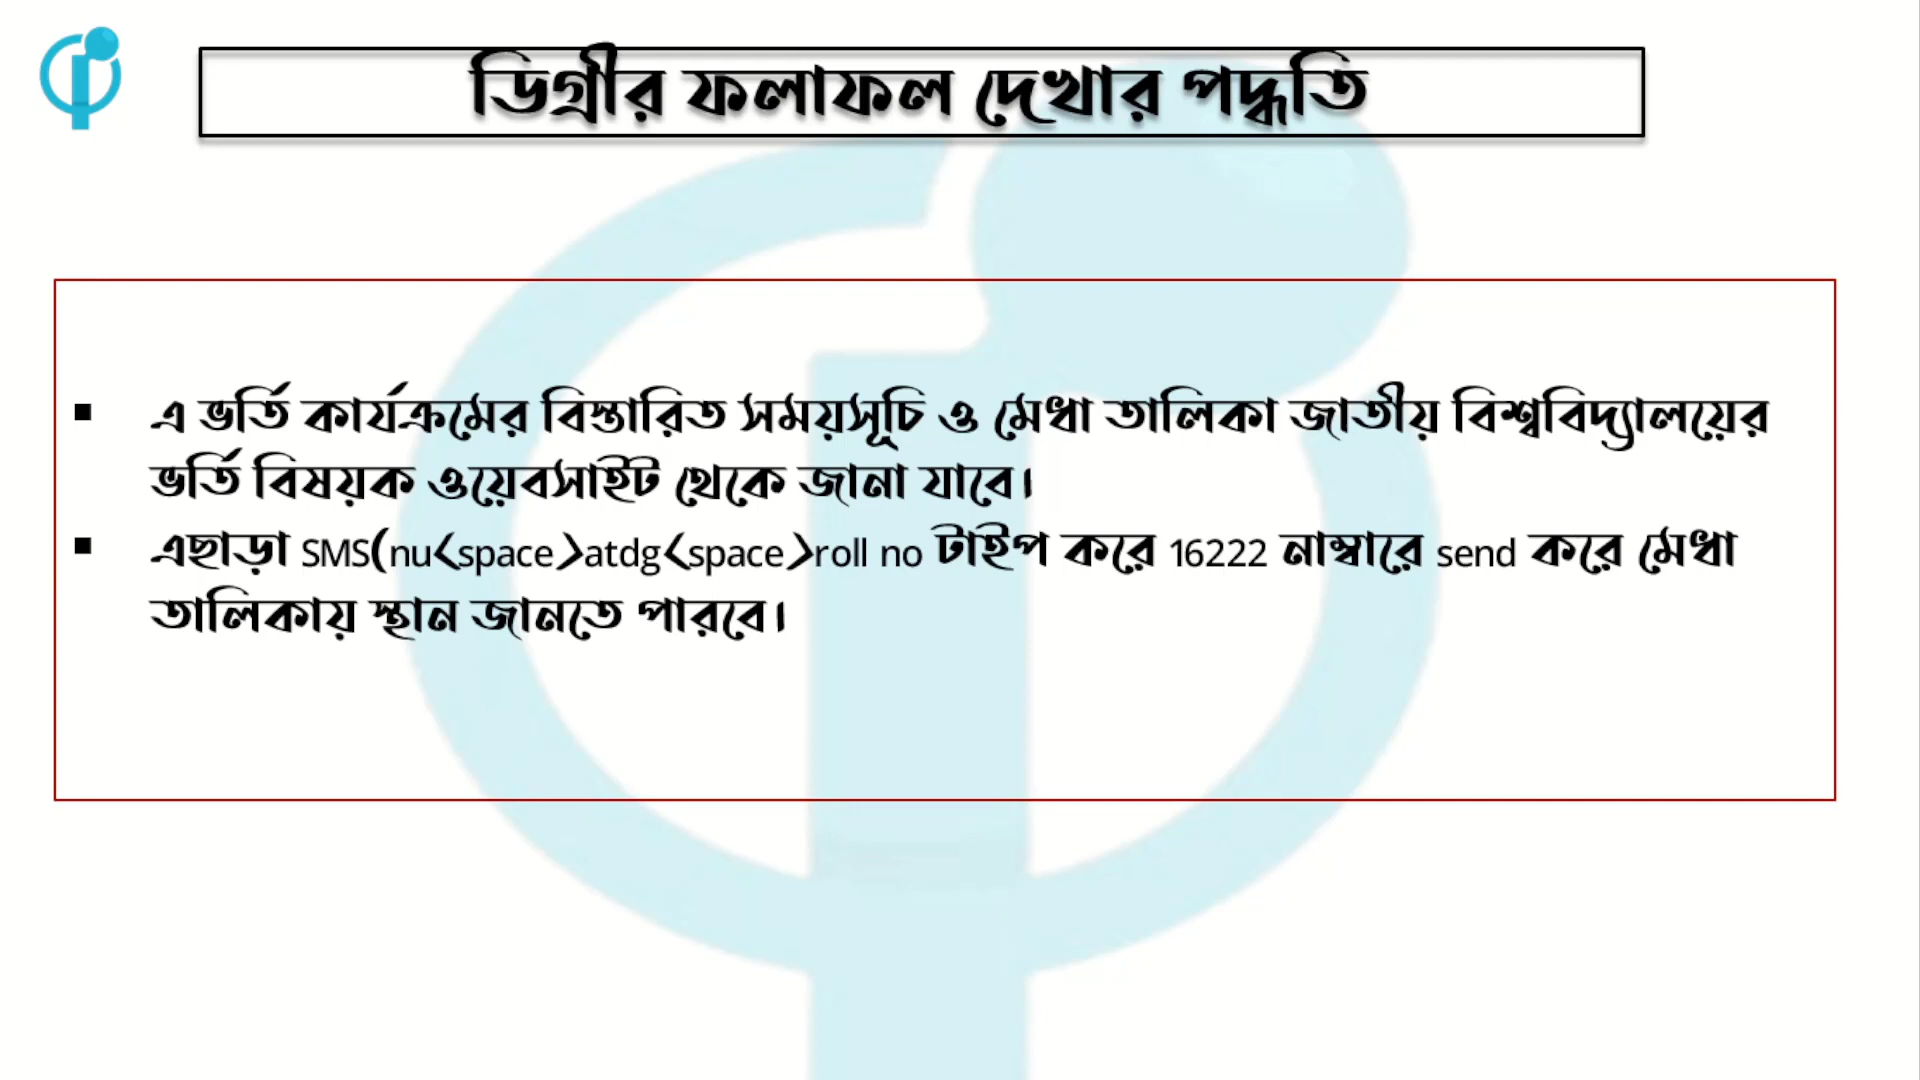 ডিগ্রীর ফলাফল দেখার পদ্ধতি
▪ এ ভর্তি কার্যক্রমের বিস্তারিত সময়সূচি ও মেধা তালিকা জাতীয় বিশ্ববিদ্যালয়ের
ভর্তি বিষয়ক ওয়েবসাইট থেকে জানা যাবে।
▪ এছাড়া SMS(nu<space>atdg<space>roll no টাইপ করে 16222 নাম্বারে send করে মেধা
তালিকায় স্থান জানতে পারবে।